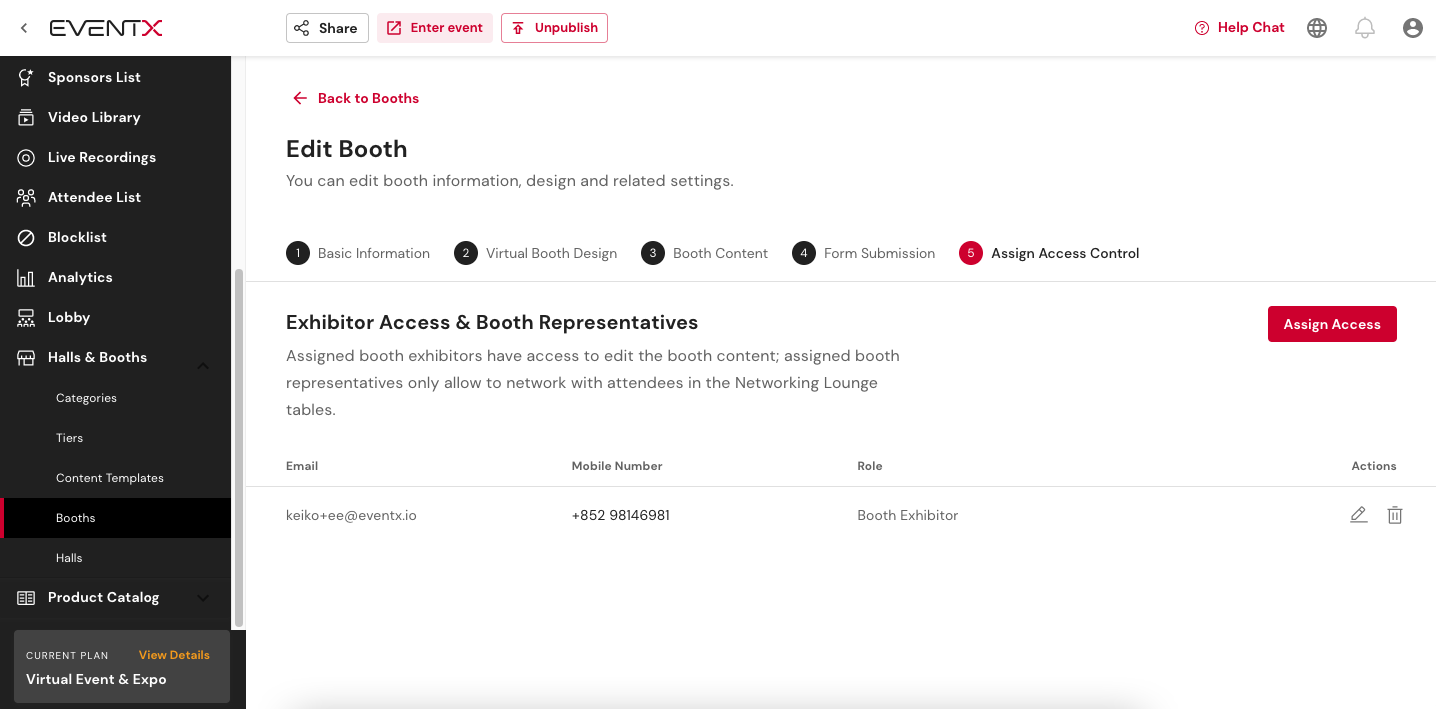 EVENTX
Share
Enter event
Unpublish
Help Chat
Sponsors List
Video Library
Live Recordings
Attendee List
Blocklist
Analytics
Lobby
Halls & Booths
Categories
Tiers
Content Templates
Booths
Halls
Product Catalog
CURRENT PLAN
View Details
Virtual Event & Expo
Back to Booths
Edit Booth
You can edit booth information, design and related settings.
1 Basic Information
2 Virtual Booth Design
3 Booth Content
4 Form Submission
5 Assign Access Control
Exhibitor Access & Booth Representatives
Assign Access
Assigned booth exhibitors have access to edit the booth content; assigned booth
representatives only allow to network with attendees in the Networking Lounge
tables.
Email Mobile Number Role Actions
keiko+ee@eventx.io +852 98146981 Booth Exhibitor